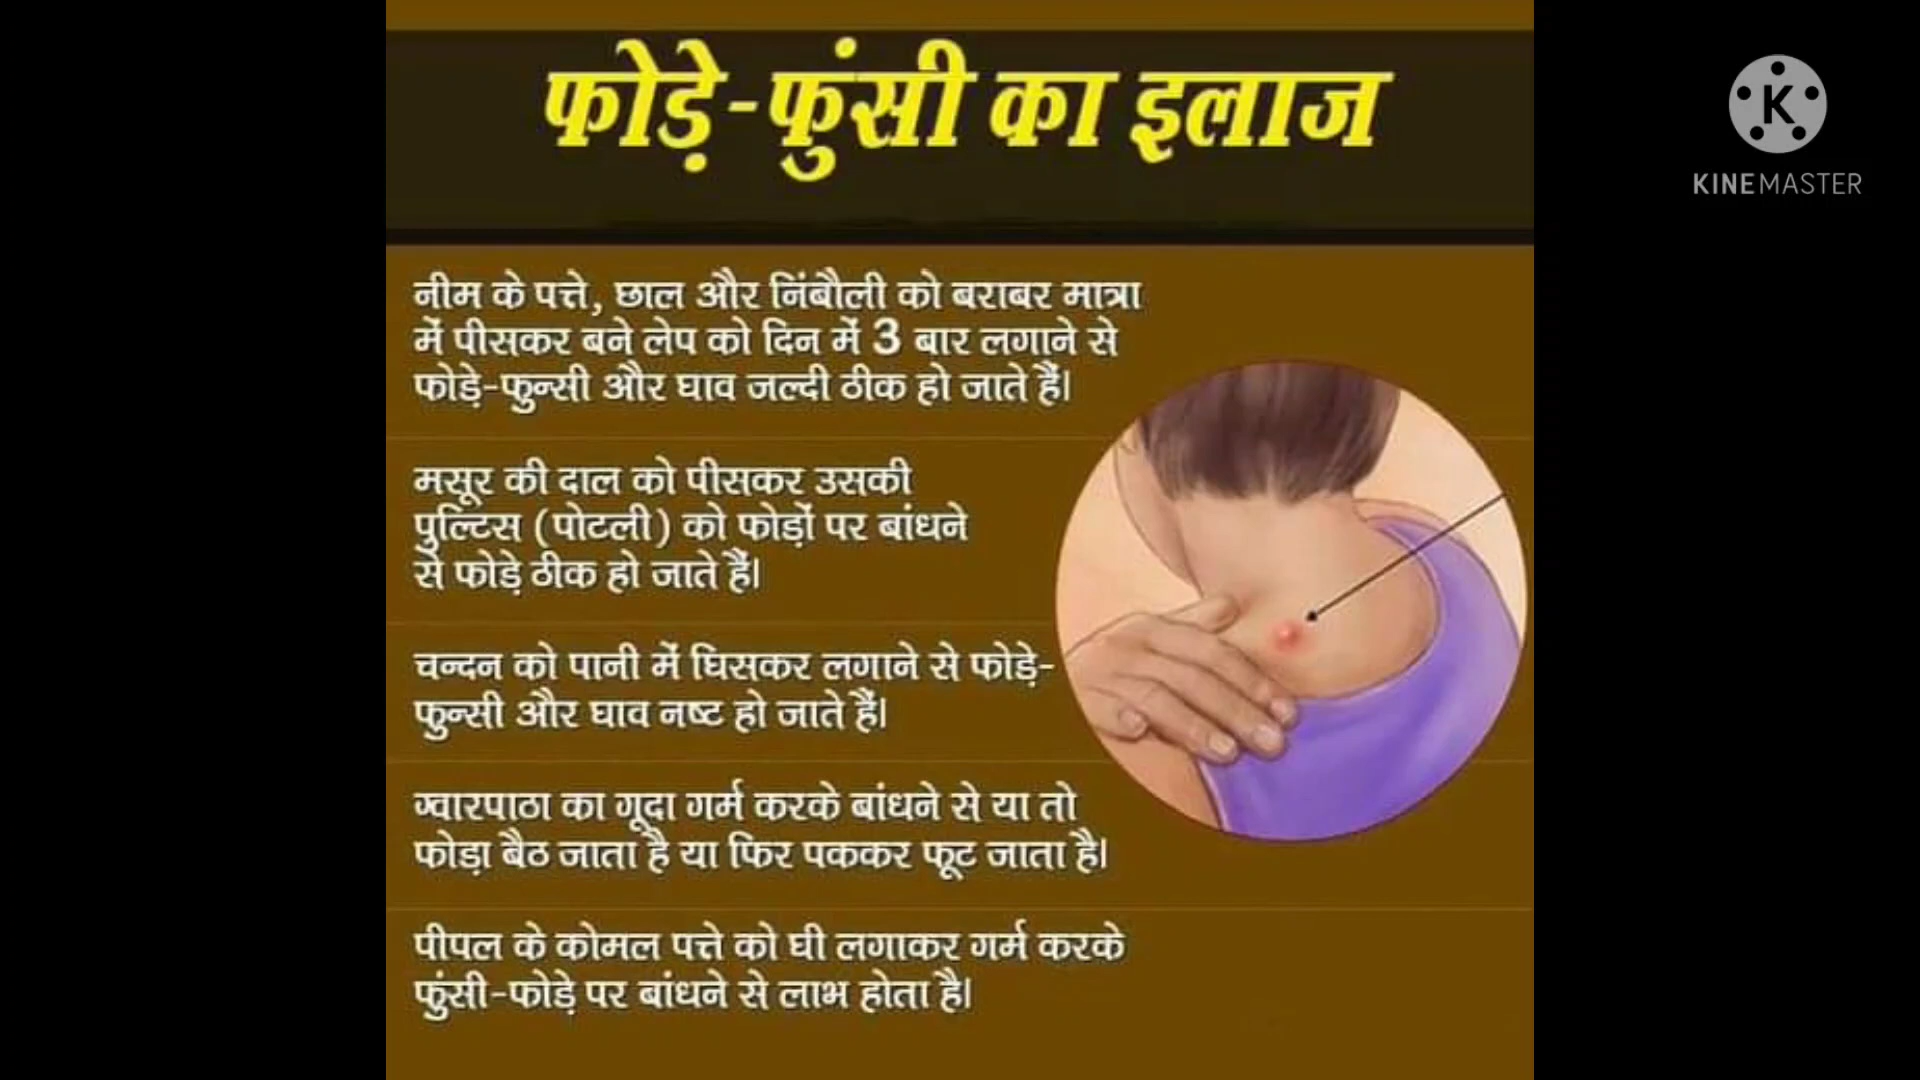 फोड़े-फुंसी का इलाज
KINEMASTER
नीम के पत्ते, छाल और निंबौली को बराबर मात्रा
में पीसकर बने लेप को दिन में 3 बार लगाने से
फोड़े-फुन्सी और घाव जल्दी ठीक हो जाते हैं।
मसूर की दाल को पीसकर उसकी
पुल्टिस (पोटली) को फोड़ों पर बांधने
से फोड़े ठीक हो जाते हैं।
चन्दन को पानी में घिसकर लगाने से फोड़े-
फुन्सी और घाव नष्ट हो जाते हैं।
ग्वारपाठा का गूदा गर्म करके बांधने से या तो
फोड़ा बैठ जाता है या फिर पककर फूट जाता है।
पीपल के कोमल पत्ते को घी लगाकर गर्म करके
फुंसी-फोड़े पर बांधने से लाभ होता है।